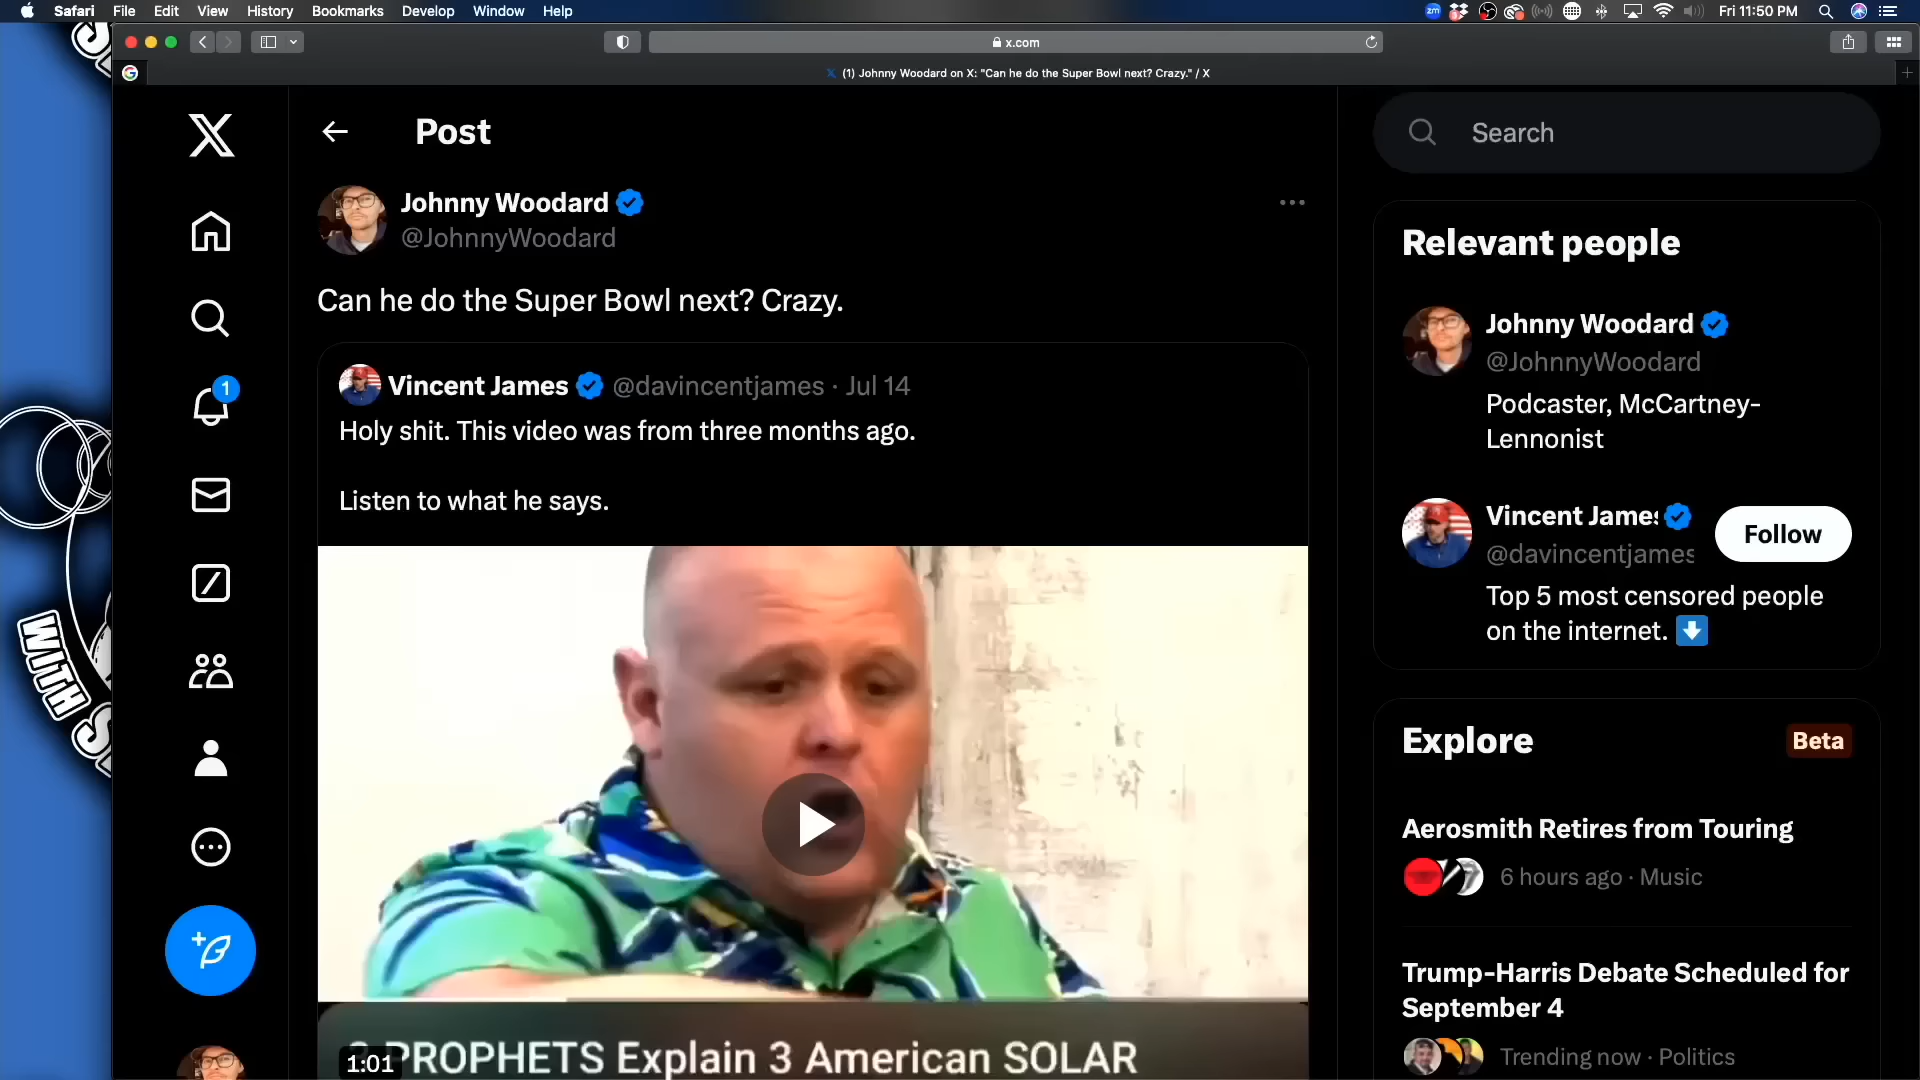 Safari File Edit View History Bookmarks Develop Window Help
zm
Fri 11:50 PM
x.com
(1) Johnny Woodard on X: "Can he do the Super Bowl next? Crazy." / X
G
Post
Search
Johnny Woodard
@JohnnyWoodard
Can he do the Super Bowl next? Crazy.
Vincent James @davincentjames · Jul 14
Holy shit. This video was from three months ago.
Listen to what he says.
PROPHETS Explain 3 American SOLAR
1:01
1
Relevant people
Johnny Woodard
@JohnnyWoodard
Podcaster, McCartney-
Lennonist
Vincent James
@davincentjames
Follow
Top 5 most censored people
on the internet.
Explore
Beta
Aerosmith Retires from Touring
6 hours ago · Music
Trump-Harris Debate Scheduled for
September 4
Trending now · Politics
WITH